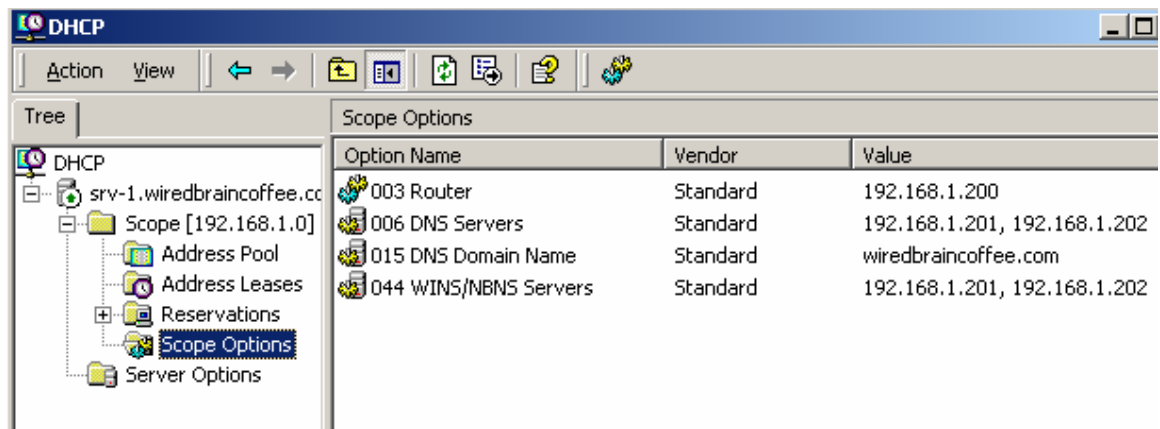 DHCP
Action View
Tree
Scope Options
DHCP
srv-1.wiredbraincoffee.cc
Scope [192.168.1.0]
Address Pool
Address Leases
Reservations
Scope Options
Server Options
Option Name Vendor Value
003 Router Standard 192.168.1.200
006 DNS Servers Standard 192.168.1.201, 192.168.1.202
015 DNS Domain Name Standard wiredbraincoffee.com
044 WINS/NBNS Servers Standard 192.168.1.201, 192.168.1.202